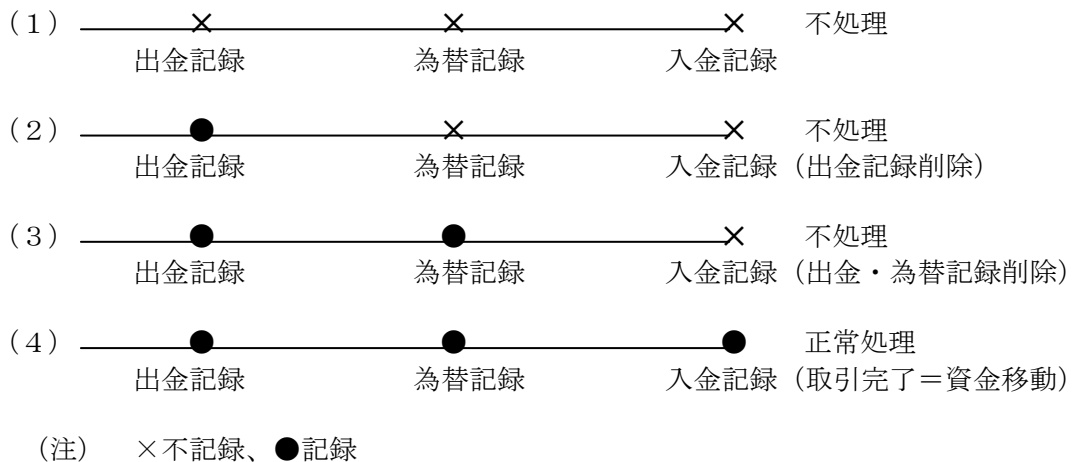 （１） × × × 不処理
出金記録 為替記録 入金記録
（２） ● × × 不処理
出金記録 為替記録 入金記録（出金記録削除）
（３） ● ● × 不処理
出金記録 為替記録 入金記録（出金・為替記録削除）
（４） ● ● ● 正常処理
出金記録 為替記録 入金記録（取引完了＝資金移動）
（注） ×不記録、●記録